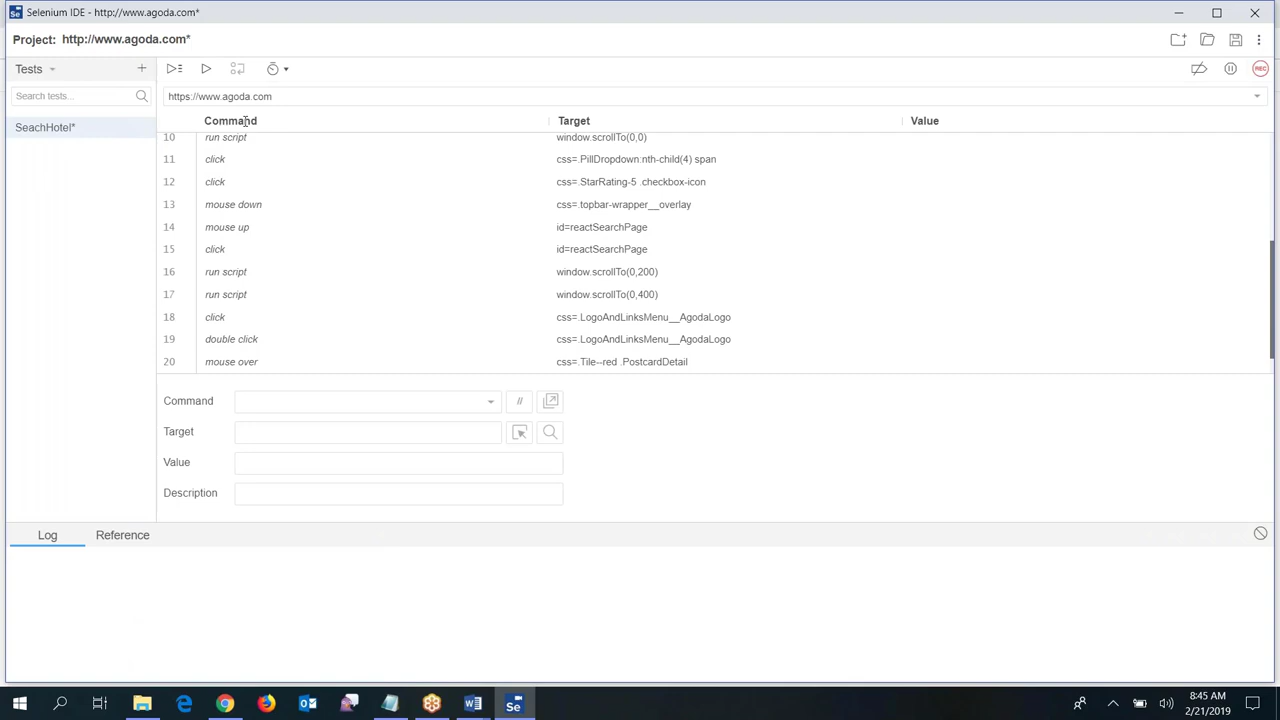 Selenium IDE - http://www.agoda.com*
Project: http://www.agoda.com*
Tests
Search tests...
SeachHotel*
REC
https://www.agoda.com
Command Target Value
10 run script window.scrollTo(0,0)
11 click css=.PillDropdown:nth-child(4) span
12 click css=.StarRating-5 .checkbox-icon
13 mouse down css=.topbar-wrapper__overlay
14 mouse up id=reactSearchPage
15 click id=reactSearchPage
16 run script window.scrollTo(0,200)
17 run script window.scrollTo(0,400)
18 click css=.LogoAndLinksMenu__AgodaLogo
19 double click css=.LogoAndLinksMenu__AgodaLogo
20 mouse over css=.Tile--red .PostcardDetail
Command //
Target
Value
Description
Log Reference
8:45 AM
2/21/2019